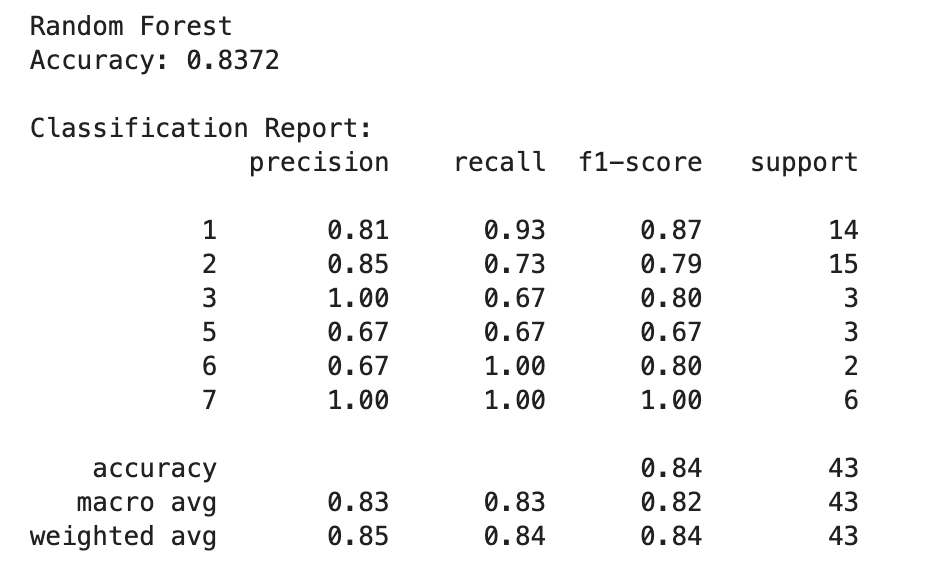 Random Forest
Accuracy: 0.8372
Classification Report:
precision recall f1-score support
1 0.81 0.93 0.87 14
2 0.85 0.73 0.79 15
3 1.00 0.67 0.80 3
5 0.67 0.67 0.67 3
6 0.67 1.00 0.80 2
7 1.00 1.00 1.00 6
accuracy 0.84 43
macro avg 0.83 0.83 0.82 43
weighted avg 0.85 0.84 0.84 43